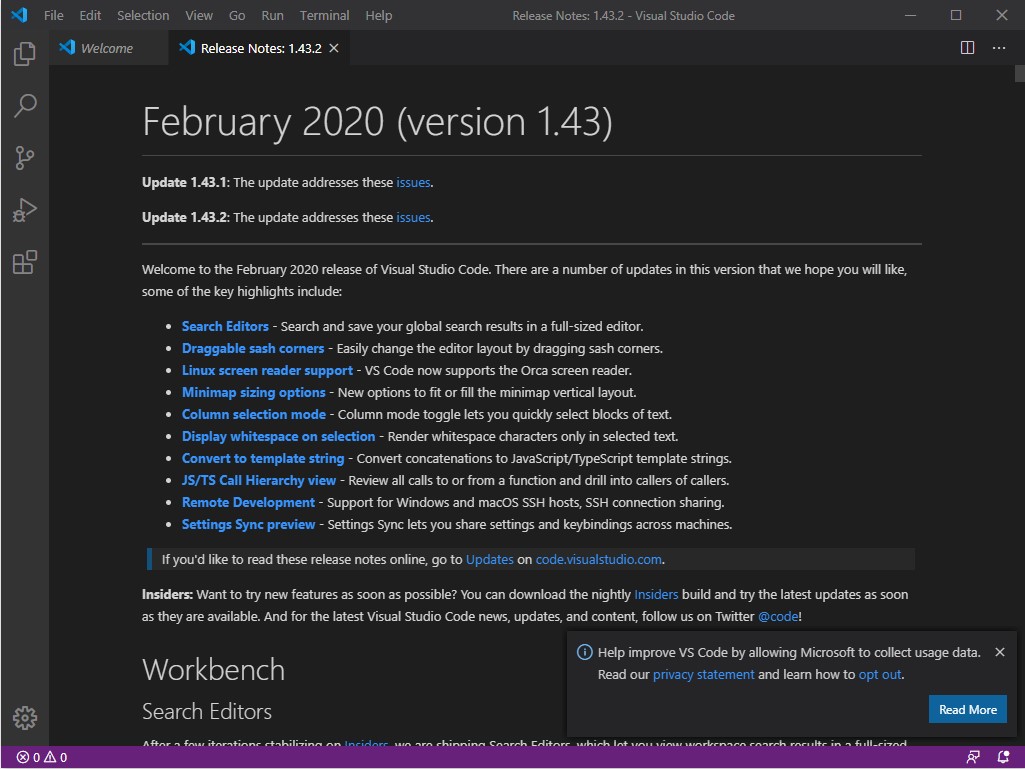 File Edit Selection View Go Run Terminal Help Release Notes: 1.43.2 - Visual Studio Code
Welcome Release Notes: 1.43.2
February 2020 (version 1.43)
Update 1.43.1: The update addresses these issues.
Update 1.43.2: The update addresses these issues.
Welcome to the February 2020 release of Visual Studio Code. There are a number of updates in this version that we hope you will like,
some of the key highlights include:
• Search Editors - Search and save your global search results in a full-sized editor.
• Draggable sash corners - Easily change the editor layout by dragging sash corners.
• Linux screen reader support - VS Code now supports the Orca screen reader.
• Minimap sizing options - New options to fit or fill the minimap vertical layout.
• Column selection mode - Column mode toggle lets you quickly select blocks of text.
• Display whitespace on selection - Render whitespace characters only in selected text.
• Convert to template string - Convert concatenations to JavaScript/TypeScript template strings.
• JS/TS Call Hierarchy view - Review all calls to or from a function and drill into callers of callers.
• Remote Development - Support for Windows and macOS SSH hosts, SSH connection sharing.
• Settings Sync preview - Settings Sync lets you share settings and keybindings across machines.
If you'd like to read these release notes online, go to Updates on code.visualstudio.com.
Insiders: Want to try new features as soon as possible? You can download the nightly Insiders build and try the latest updates as soon
as they are available. And for the latest Visual Studio Code news, updates, and content, follow us on Twitter @code!
Workbench
Search Editors
After a few iterations stabilizing on Insiders, we are shipping Search Editors, which let you view workspace search results in a full-sized
Help improve VS Code by allowing Microsoft to collect usage data.
Read our privacy statement and learn how to opt out.
Read More
0 0